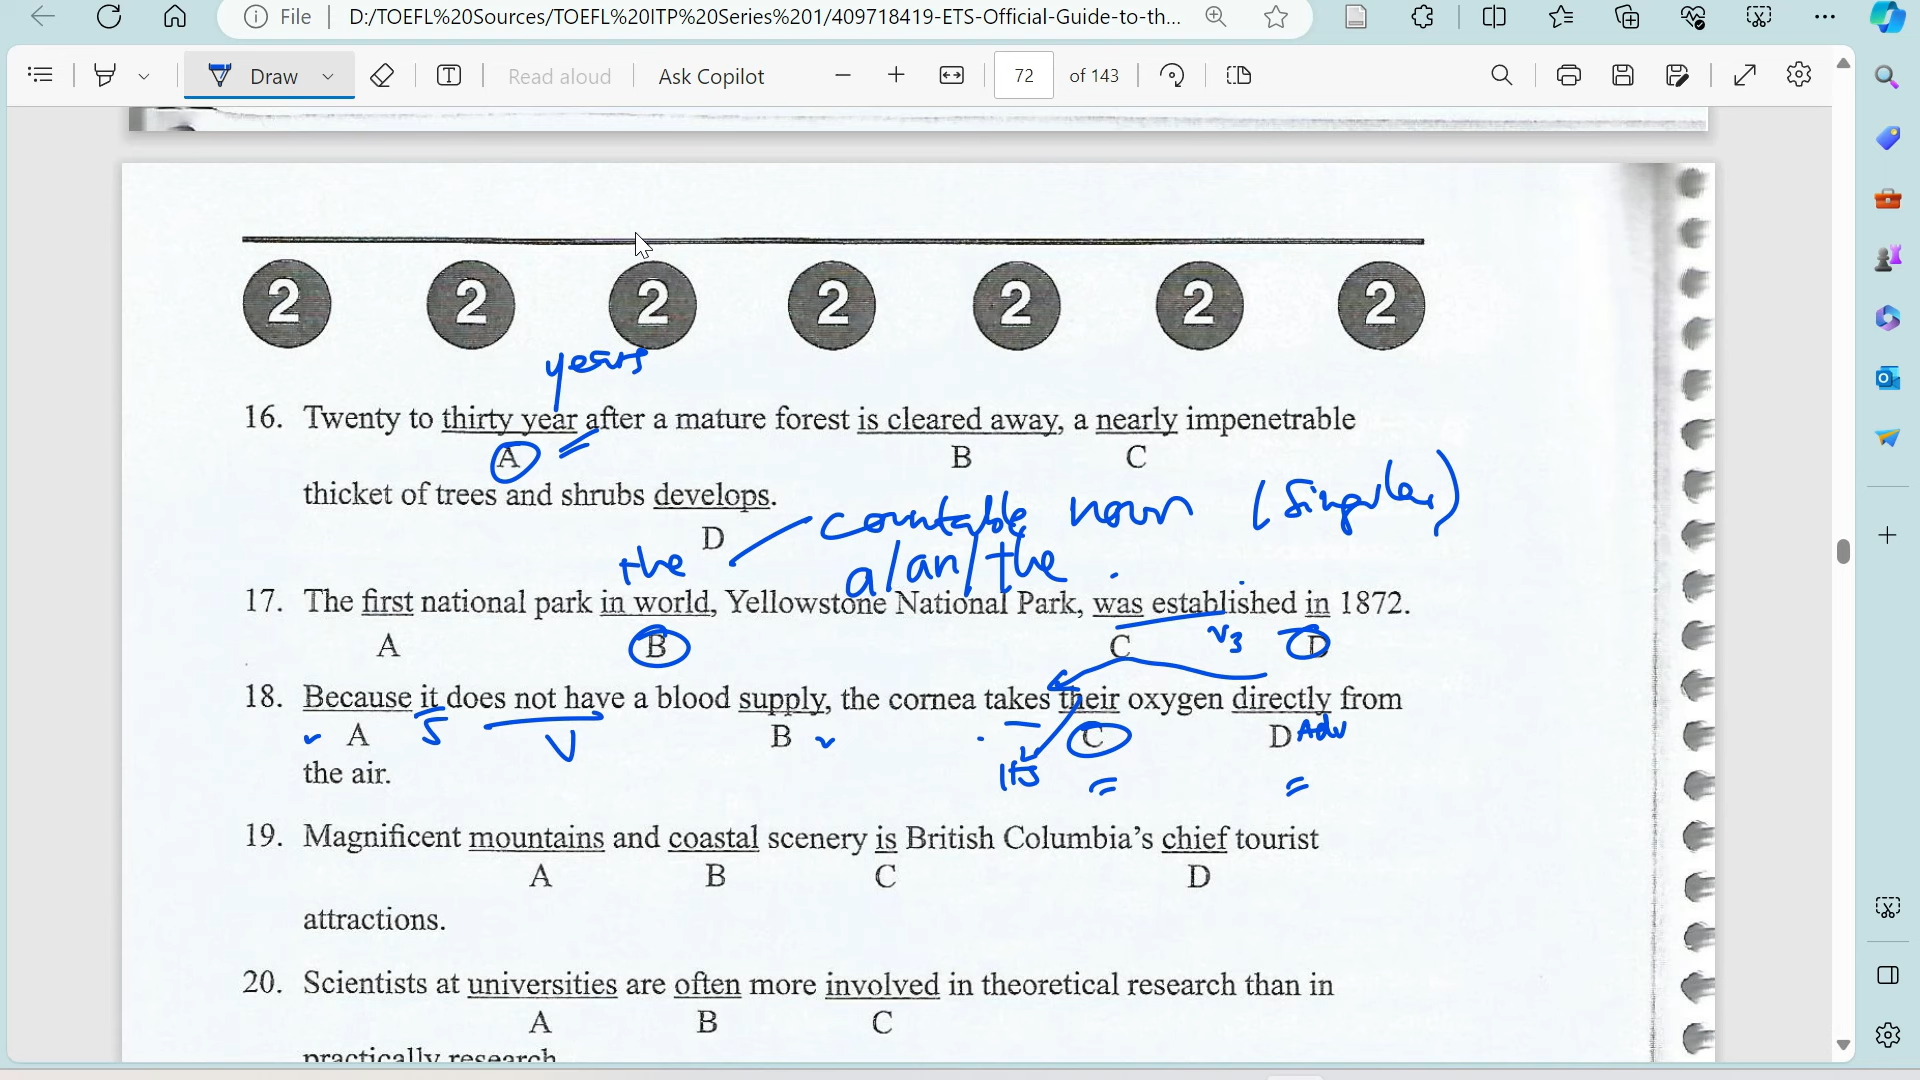 File D:/TOEFL%20Sources/TOEFL%20ITP%20Series%201/409718419-ETS-Official-Guide-to-th...
Draw Read aloud Ask Copilot 72 of 143
2 2 2 2 2 2 2
years
16. Twenty to thirty year after a mature forest is cleared away, a nearly impenetrable
A B C
thicket of trees and shrubs develops.
countable noun (singular)
D
the a/an/the
17. The first national park in world, Yellowstone National Park, was established in 1872.
A B C V3 D
18. Because it does not have a blood supply, the cornea takes their oxygen directly from
A S V B C D Adv
the air. Its
19. Magnificent mountains and coastal scenery is British Columbia's chief tourist
A B C D
attractions.
20. Scientists at universities are often more involved in theoretical research than in
A B C
practically research.